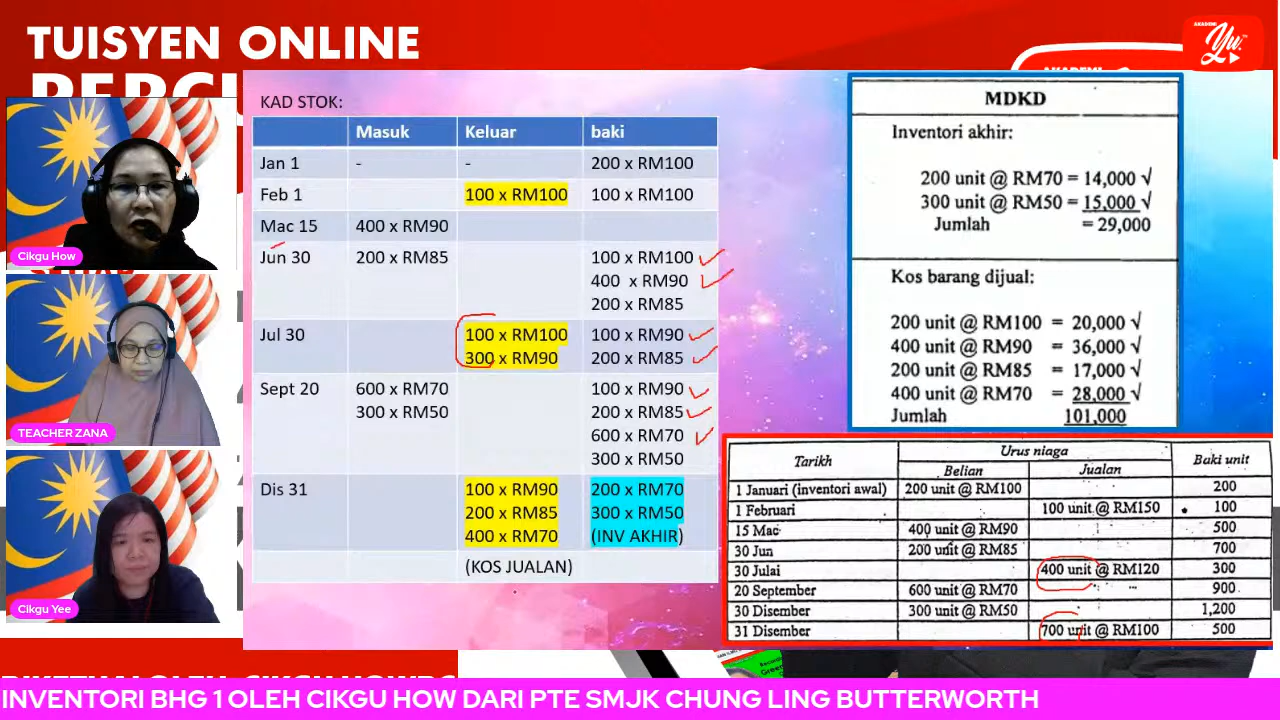 TUISYEN ONLINE
AKADEMI
Yu
KAD STOK:
Masuk Keluar baki
Jan 1 - - 200 x RM100
Feb 1 100 x RM100 100 x RM100
Mac 15 400 x RM90
Jun 30 200 x RM85 100 x RM100
400 x RM90
200 x RM85
Jul 30 100 x RM100 100 x RM90
300 x RM90 200 x RM85
Sept 20 600 x RM70 100 x RM90
300 x RM50 200 x RM85
600 x RM70
300 x RM50
Dis 31 100 x RM90 200 x RM70
200 x RM85 300 x RM50
400 x RM70 (INV AKHIR)
(KOS JUALAN)
MDKD
Inventori akhir:
200 unit @ RM70 = 14,000 √
300 unit @ RM50 = 15,000 √
Jumlah = 29,000
Kos barang dijual:
200 unit @ RM100 = 20,000 √
400 unit @ RM90 = 36,000 √
200 unit @ RM85 = 17,000 √
400 unit @ RM70 = 28,000 √
Jumlah 101,000
Tarikh Urus niaga Baki unit
Belian Jualan
1 Januari (inventori awal) 200 unit @ RM100 200
1 Februari 100 unit @ RM150 100
15 Mac 400 unit @ RM90 500
30 Jun 200 unit @ RM85 700
30 Julai 400 unit @ RM120 300
20 September 600 unit @ RM70 900
30 Disember 300 unit @ RM50 1,200
31 Disember 700 unit @ RM100 500
Cikgu How
TEACHER ZANA
Cikgu Yee
INVENTORI BHG 1 OLEH CIKGU HOW DARI PTE SMJK CHUNG LING BUTTERWORTH